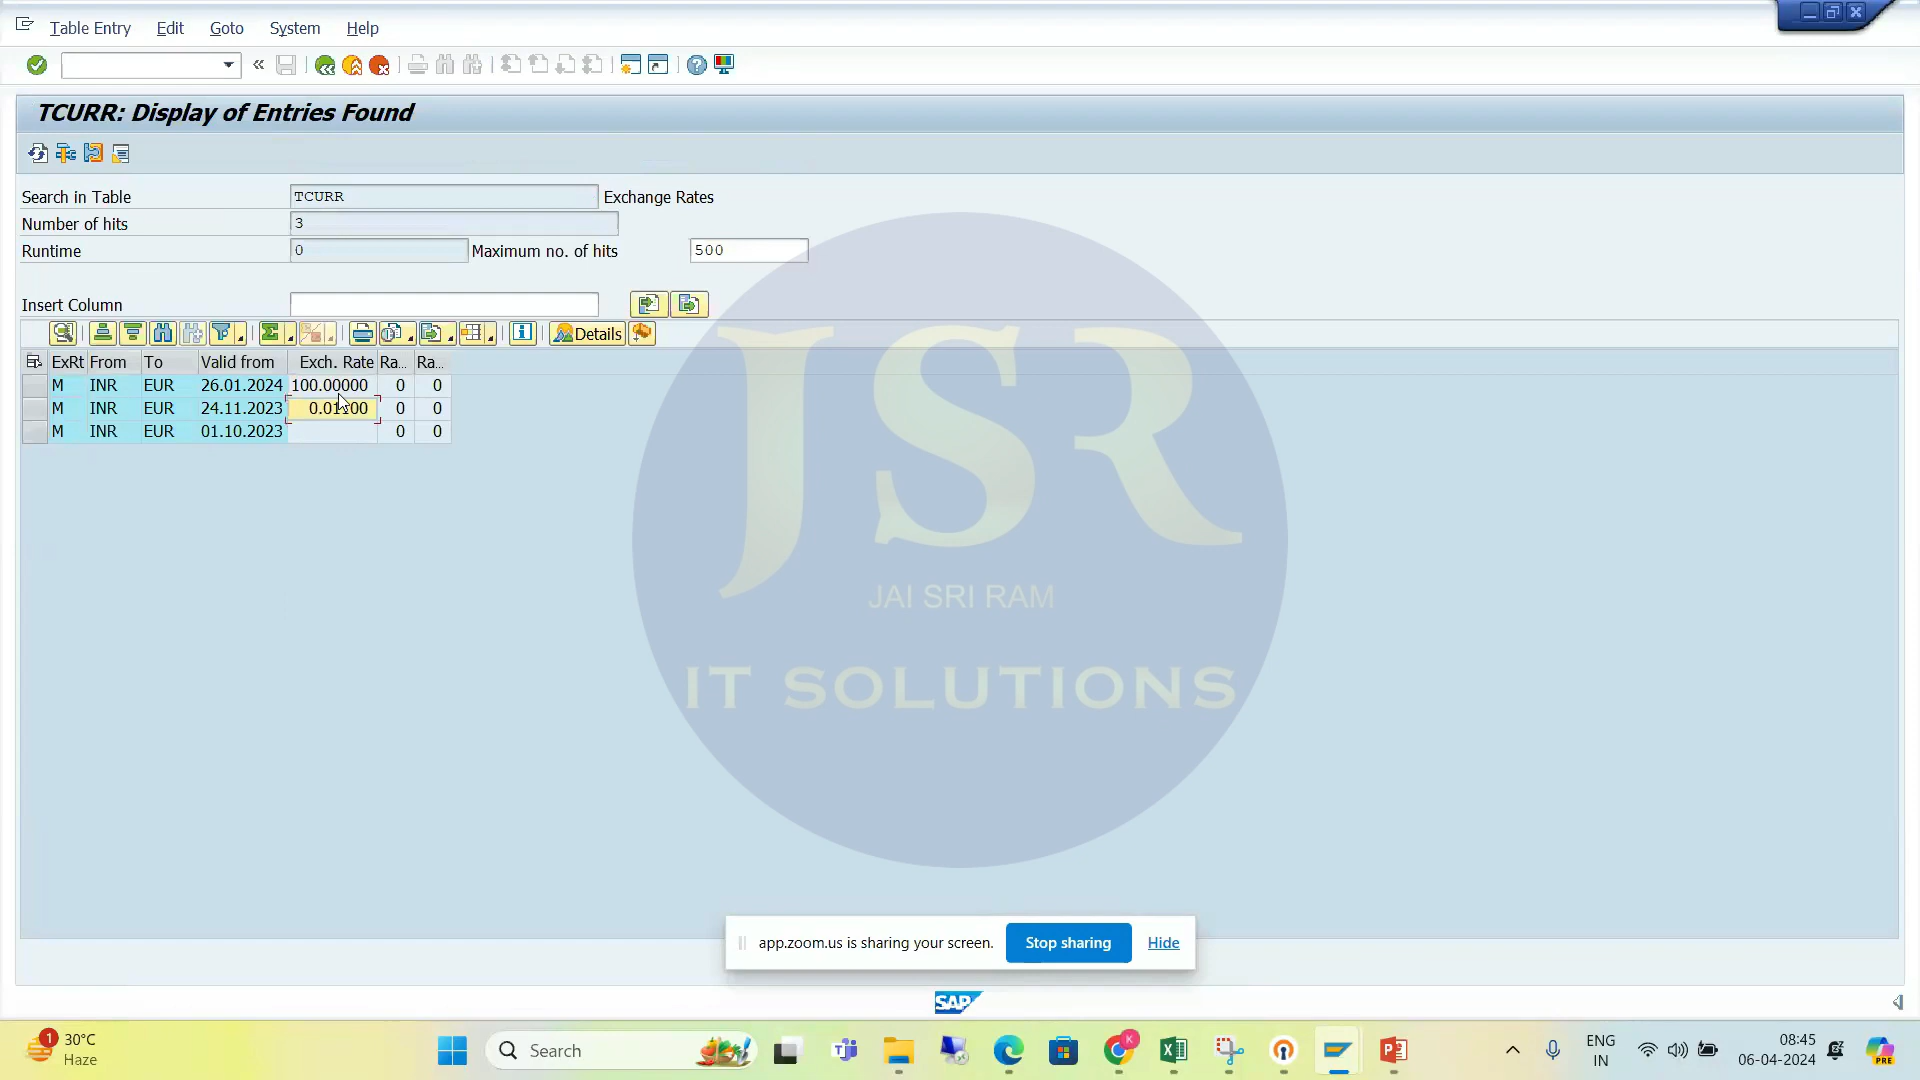 Table Entry Edit Goto System Help
TCURR: Display of Entries Found
Search in Table TCURR Exchange Rates
Number of hits 3
Runtime 0 Maximum no. of hits 500
Insert Column
Details
ExRt From To Valid from Exch. Rate Ra... Ra...
M INR EUR 26.01.2024 100.00000 0 0
M INR EUR 24.11.2023 0.01100 0 0
M INR EUR 01.10.2023 0 0
JSR
JAI SRI RAM
IT SOLUTIONS
app.zoom.us is sharing your screen. Stop sharing Hide
SAP
1 30°C
Haze
Search
K
ENG
IN
08:45
06-04-2024
PRE